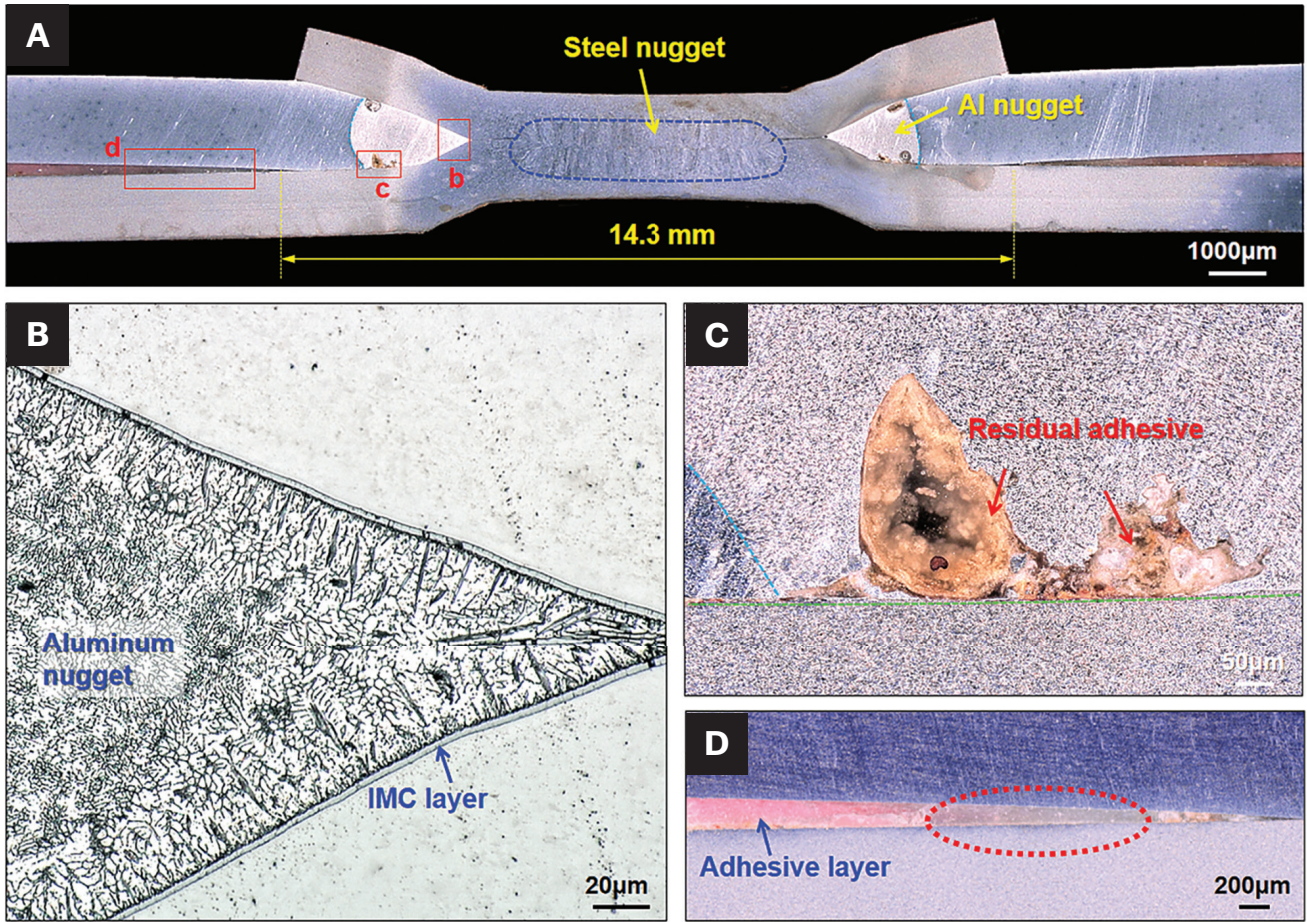 A
Steel nugget
Al nugget
d
c
b
14.3 mm
1000μm
B
Aluminum
nugget
IMC layer
20μm
C
Residual adhesive
50μm
D
Adhesive layer
200μm